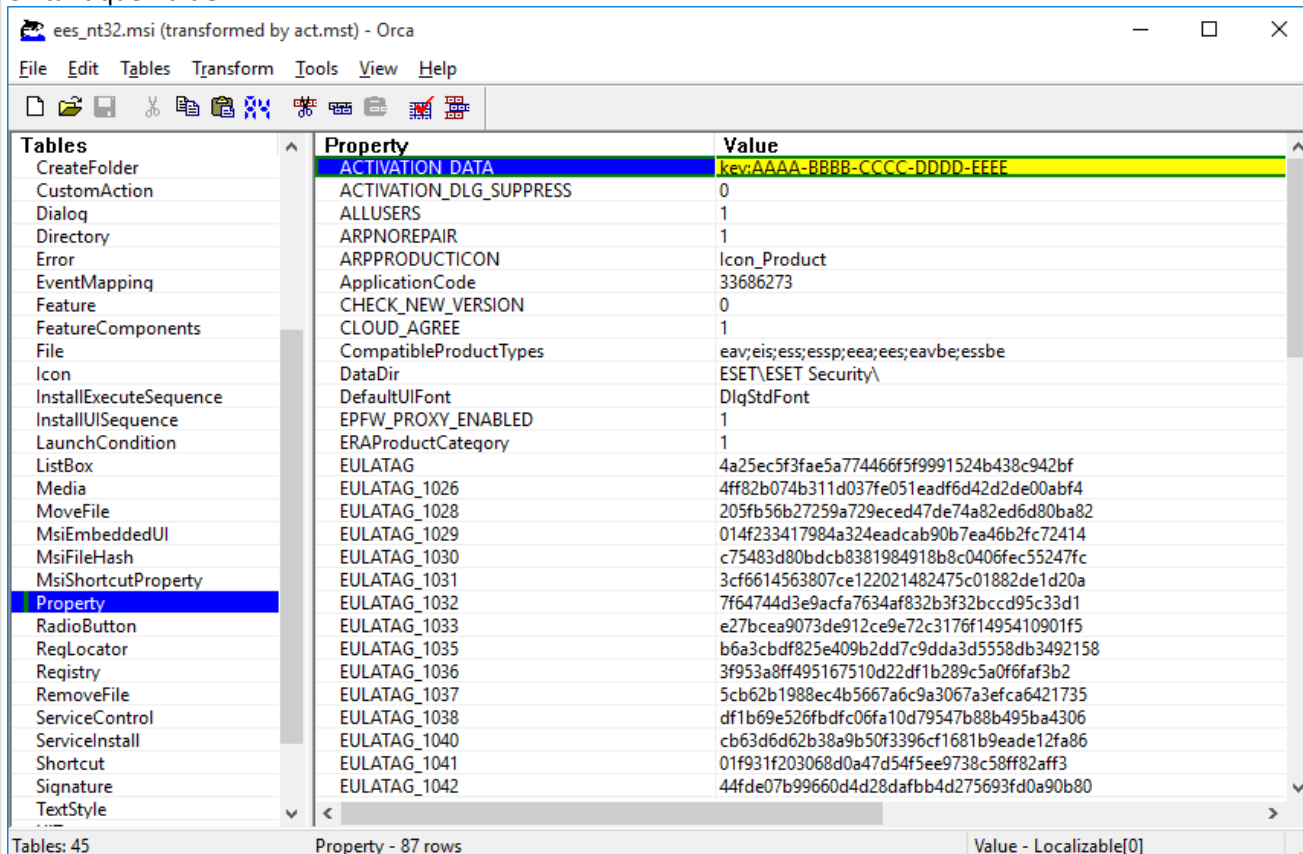 ees_nt32.msi (transformed by act.mst) - Orca
File Edit Tables Transform Tools View Help
Tables Property Value
CreateFolder ACTIVATION_DATA key:AAAA-BBBB-CCCC-DDDD-EEEE
CustomAction ACTIVATION_DLG_SUPPRESS 0
Dialog ALLUSERS 1
Directory ARPNOREPAIR 1
Error ARPPRODUCTICON Icon_Product
EventMapping ApplicationCode 33686273
Feature CHECK_NEW_VERSION 0
FeatureComponents CLOUD_AGREE 1
File CompatibleProductTypes eav;eis;ess;essp;eea;ees;eavbe;essbe
Icon DataDir ESET\ESET Security\
InstallExecuteSequence DefaultUIFont DlgStdFont
InstallUISequence EPFW_PROXY_ENABLED 1
LaunchCondition ERAProductCategory 1
ListBox EULATAG 4a25ec5f3fae5a774466f5f9991524b438c942bf
Media EULATAG_1026 4ff82b074b311d037fe051eadf6d42d2de00abf4
MoveFile EULATAG_1028 205fb56b27259a729eced47de74a82ed6d80ba82
MsiEmbeddedUI EULATAG_1029 014f233417984a324eadcab90b7ea46b2fc72414
MsiFileHash EULATAG_1030 c75483d80bdcb8381984918b8c0406fec55247fc
MsiShortcutProperty EULATAG_1031 3cf6614563807ce122021482475c01882de1d20a
Property EULATAG_1032 7f64744d3e9acfa7634af832b3f32bccd95c33d1
RadioButton EULATAG_1033 e27bcea9073de912ce9e72c3176f1495410901f5
RegLocator EULATAG_1035 b6a3cbdf825e409b2dd7c9dda3d5558db3492158
Registry EULATAG_1036 3f953a8ff495167510d22df1b289c5a0f6faf3b2
RemoveFile EULATAG_1037 5cb62b1988ec4b5667a6c9a3067a3efca6421735
ServiceControl EULATAG_1038 df1b69e526fbdfc06fa10d79547b88b495ba4306
ServiceInstall EULATAG_1040 cb63d6d62b38a9b50f3396cf1681b9eade12fa86
Shortcut EULATAG_1041 01f931f203068d0a47d54f5ee9738c58ff82aff3
Signature EULATAG_1042 44fde07b99660d4d28dafbb4d275693fd0a90b80
TextStyle
Tables: 45 Property - 87 rows Value - Localizable[0]